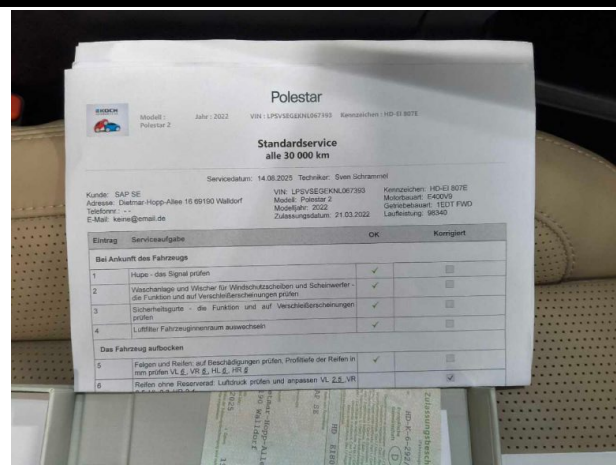 Polestar
KOCH
Modell : Jahr : 2022 VIN : LPSVSEGEKNL067393 Kennzeichen : HD-EI 807E
Polestar 2
Standardservice
alle 30 000 km
Servicedatum: 14.06.2025 Techniker: Sven Schrammel
Kunde: SAP SE VIN: LPSVSEGEKNL067393 Kennzeichen: HD-EI 807E
Adresse: Dietmar-Hopp-Allee 16 69190 Walldorf Modell: Polestar 2 Motorbauart: E400V9
Telefonnr.: - - Modelljahr: 2022 Getriebebauart: 1EDT FWD
E-Mail: keine@email.de Zulassungsdatum: 21.03.2022 Laufleistung: 98340
Eintrag Serviceaufgabe OK Korrigiert
Bei Ankunft des Fahrzeugs
1 Hupe - das Signal prüfen ✓
2 Waschanlage und Wischer für Windschutzscheiben und Scheinwerfer -
die Funktion und auf Verschleißerscheinungen prüfen ✓
3 Sicherheitsgurte - die Funktion und auf Verschleißerscheinungen
prüfen ✓
4 Luftfilter Fahrzeuginnenraum auswechseln ✓
Das Fahrzeug aufbocken
5 Felgen und Reifen: auf Beschädigungen prüfen, Profiltiefe der Reifen in
mm prüfen VL 6 , VR 6 , HL 6 , HR 6 ✓
6 Reifen ohne Reserverad: Luftdruck prüfen und anpassen VL 2.5 , VR
Zulassungsbesch
Walldorf